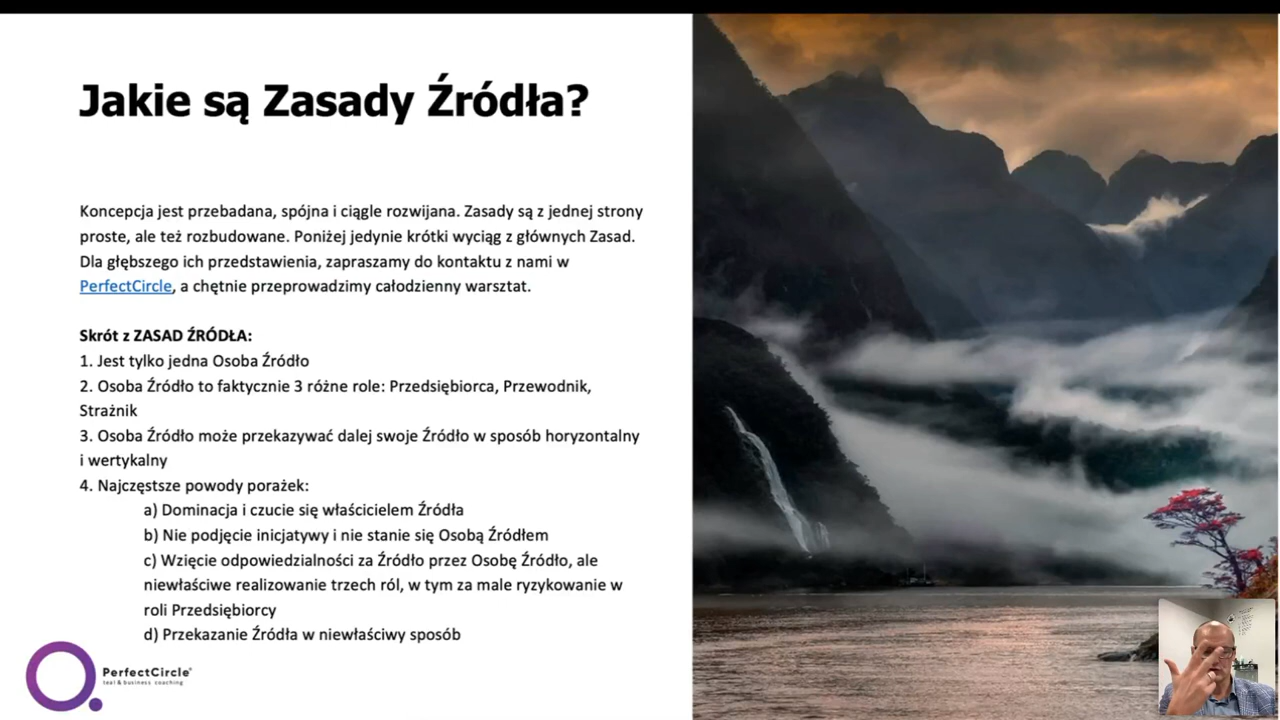 Jakie są Zasady Źródła?
Koncepcja jest przebadana, spójna i ciągle rozwijana. Zasady są z jednej strony
proste, ale też rozbudowane. Poniżej jedynie krótki wyciąg z głównych Zasad.
Dla głębszego ich przedstawienia, zapraszamy do kontaktu z nami w
PerfectCircle, a chętnie przeprowadzimy całodzienny warsztat.
Skrót z ZASAD ŹRÓDŁA:
1. Jest tylko jedna Osoba Źródło
2. Osoba Źródło to faktycznie 3 różne role: Przedsiębiorca, Przewodnik,
Strażnik
3. Osoba Źródło może przekazywać dalej swoje Źródło w sposób horyzontalny
i wertykalny
4. Najczęstsze powody porażek:
a) Dominacja i czucie się właścicielem Źródła
b) Nie podjęcie inicjatywy i nie stanie się Osobą Źródłem
c) Wzięcie odpowiedzialności za Źródło przez Osobę Źródło, ale
niewłaściwe realizowanie trzech ról, w tym za male ryzykowanie w
roli Przedsiębiorcy
d) Przekazanie Źródła w niewłaściwy sposób
PerfectCircle
teal & business coaching